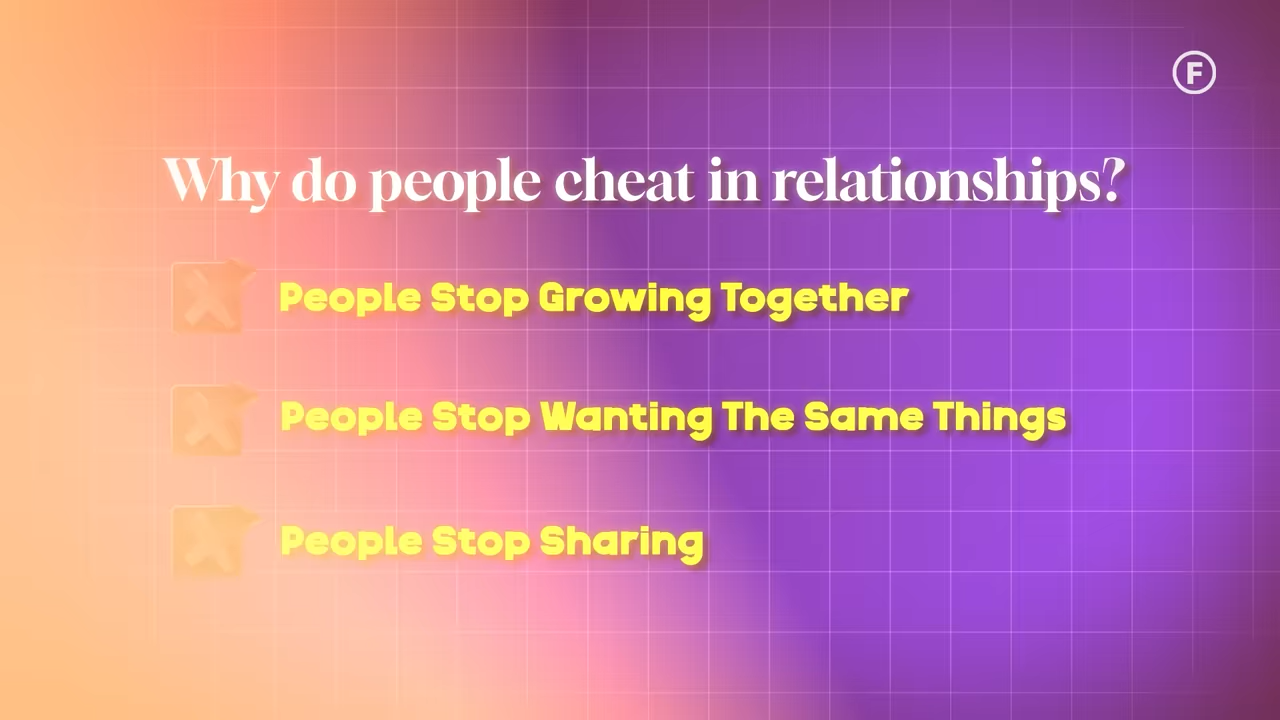 F
Why do people cheat in relationships?
People Stop Growing Together
People Stop Wanting The Same Things
People Stop Sharing